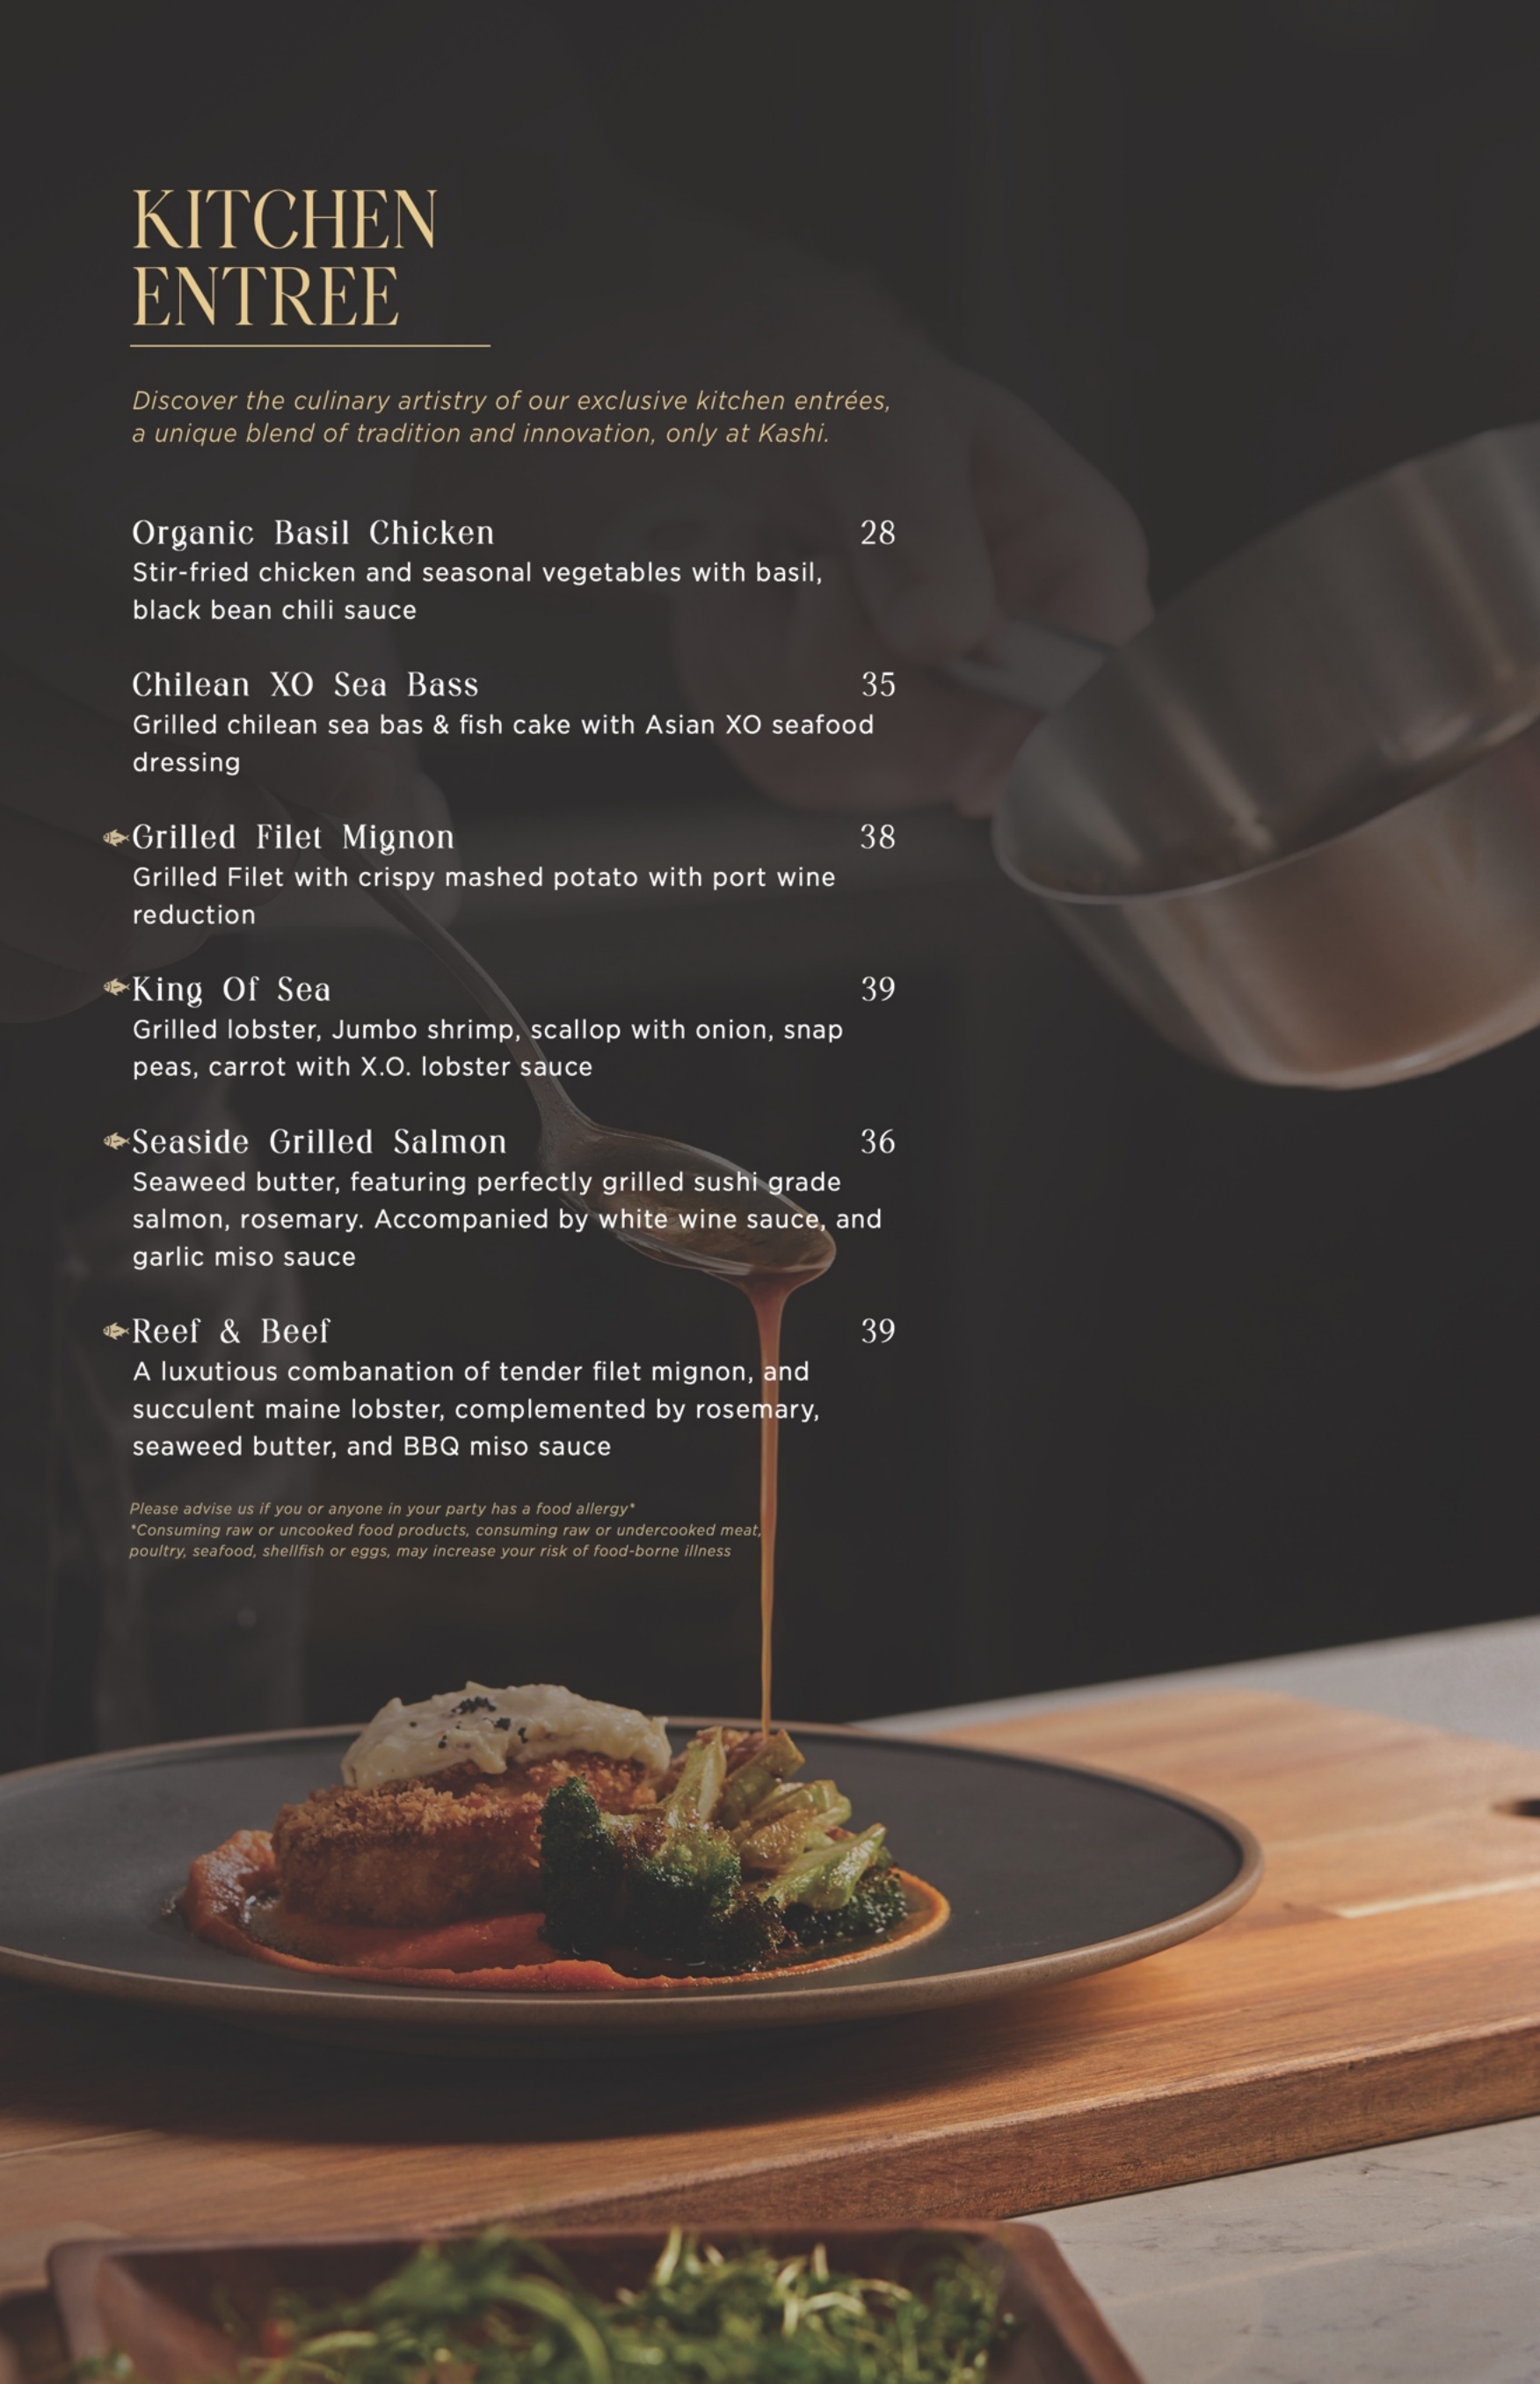 KITCHEN
ENTREE
Discover the culinary artistry of our exclusive kitchen entrées,
a unique blend of tradition and innovation, only at Kashi.
Organic Basil Chicken 28
Stir-fried chicken and seasonal vegetables with basil,
black bean chili sauce
Chilean XO Sea Bass 35
Grilled chilean sea bas & fish cake with Asian XO seafood
dressing
Grilled Filet Mignon 38
Grilled Filet with crispy mashed potato with port wine
reduction
King Of Sea 39
Grilled lobster, Jumbo shrimp, scallop with onion, snap
peas, carrot with X.O. lobster sauce
Seaside Grilled Salmon 36
Seaweed butter, featuring perfectly grilled sushi grade
salmon, rosemary. Accompanied by white wine sauce, and
garlic miso sauce
Reef & Beef 39
A luxutious combanation of tender filet mignon, and
succulent maine lobster, complemented by rosemary,
seaweed butter, and BBQ miso sauce
Please advise us if you or anyone in your party has a food allergy*
*Consuming raw or uncooked food products, consuming raw or undercooked meat,
poultry, seafood, shellfish or eggs, may increase your risk of food-borne illness